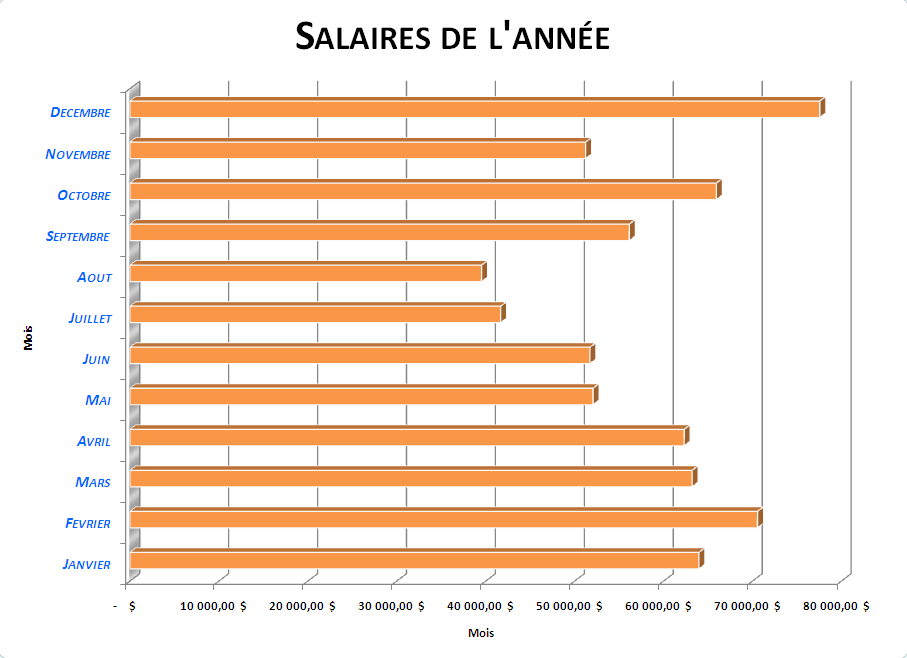 SALAIRES DE L'ANNÉE
DECEMBRE
NOVEMBRE
OCTOBRE
SEPTEMBRE
AOUT
JUILLET
JUIN
MAI
AVRIL
MARS
FEVRIER
JANVIER
Mois
- $ 10 000,00 $ 20 000,00 $ 30 000,00 $ 40 000,00 $ 50 000,00 $ 60 000,00 $ 70 000,00 $ 80 000,00 $
Mois